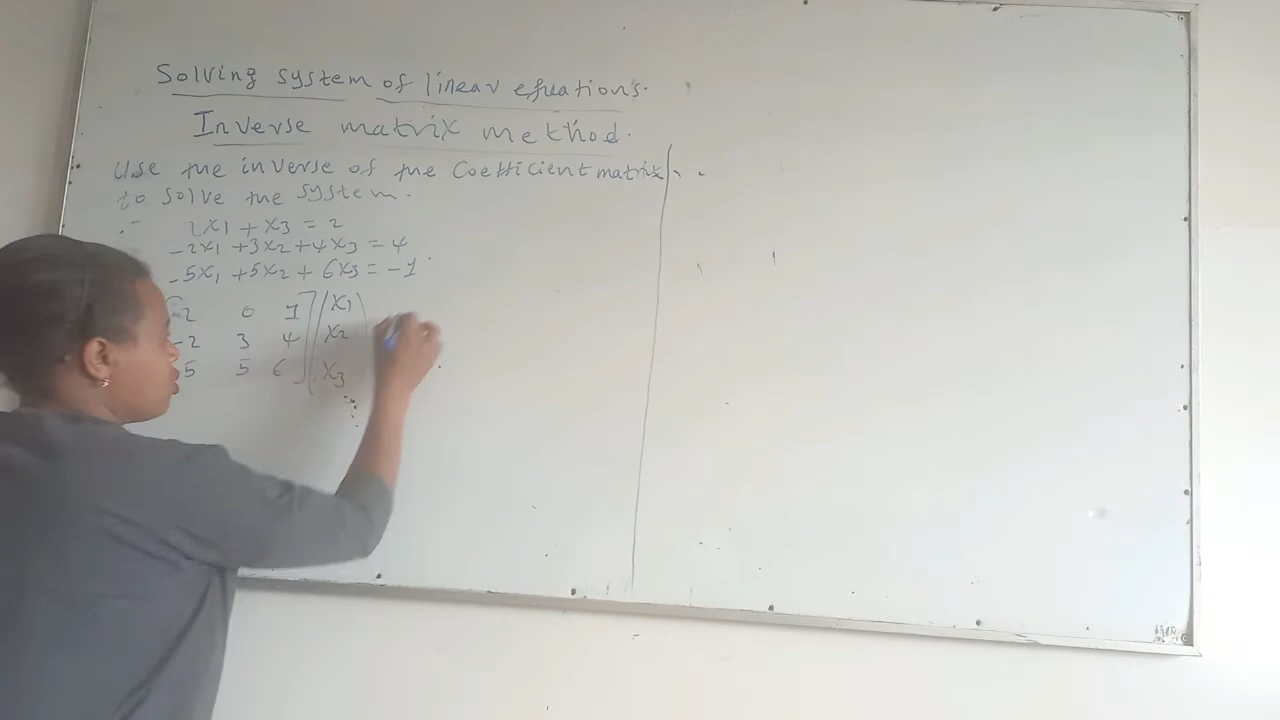 Solving system of linear equations.
Inverse matrix method.
Use the inverse of the Coefficient matrix
to solve the system.
2x1 + x3 = 2
-2x1 + 3x2 + 4x3 = 4
-5x1 + 5x2 + 6x3 = -1
2 0 1 x1
-2 3 4 x2
5 5 6 x3